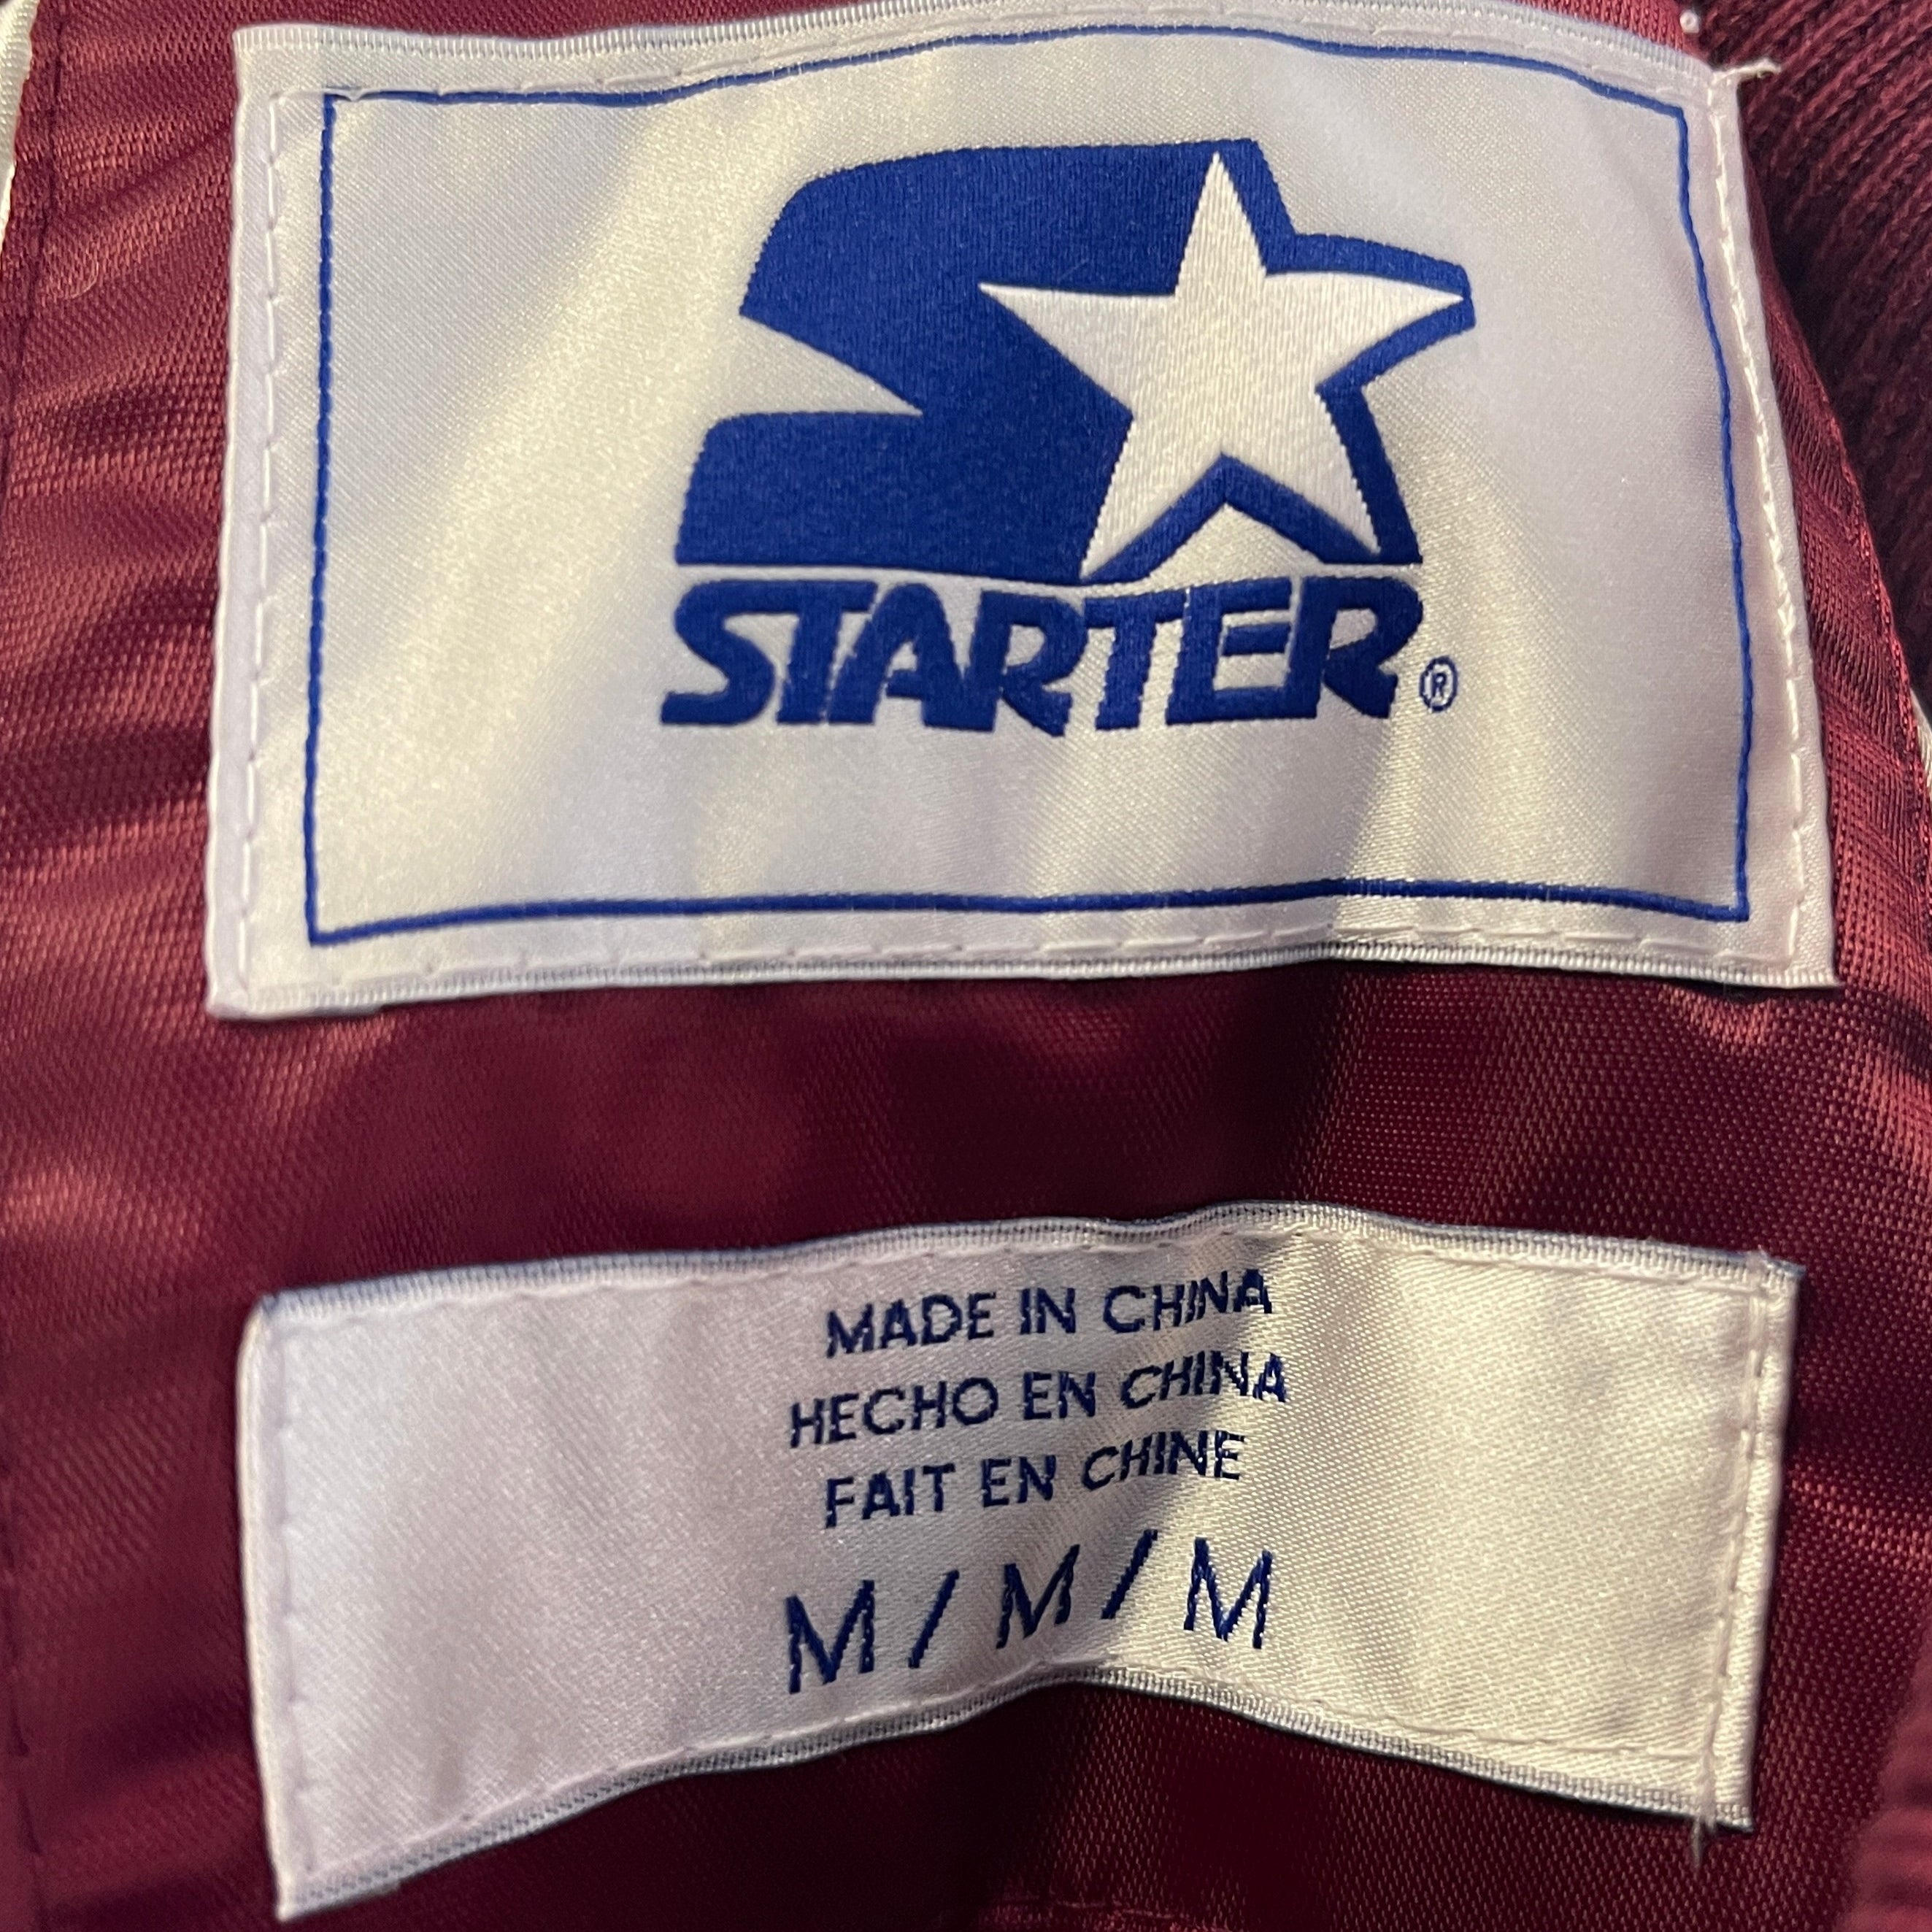 STARTER®
MADE IN CHINA
HECHO EN CHINA
FAIT EN CHINE
M / M / M